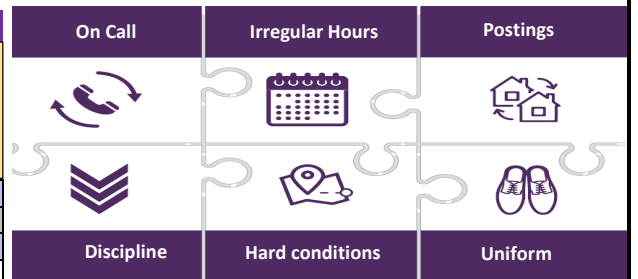 On Call
Irregular Hours
Postings
Discipline
Hard conditions
Uniform